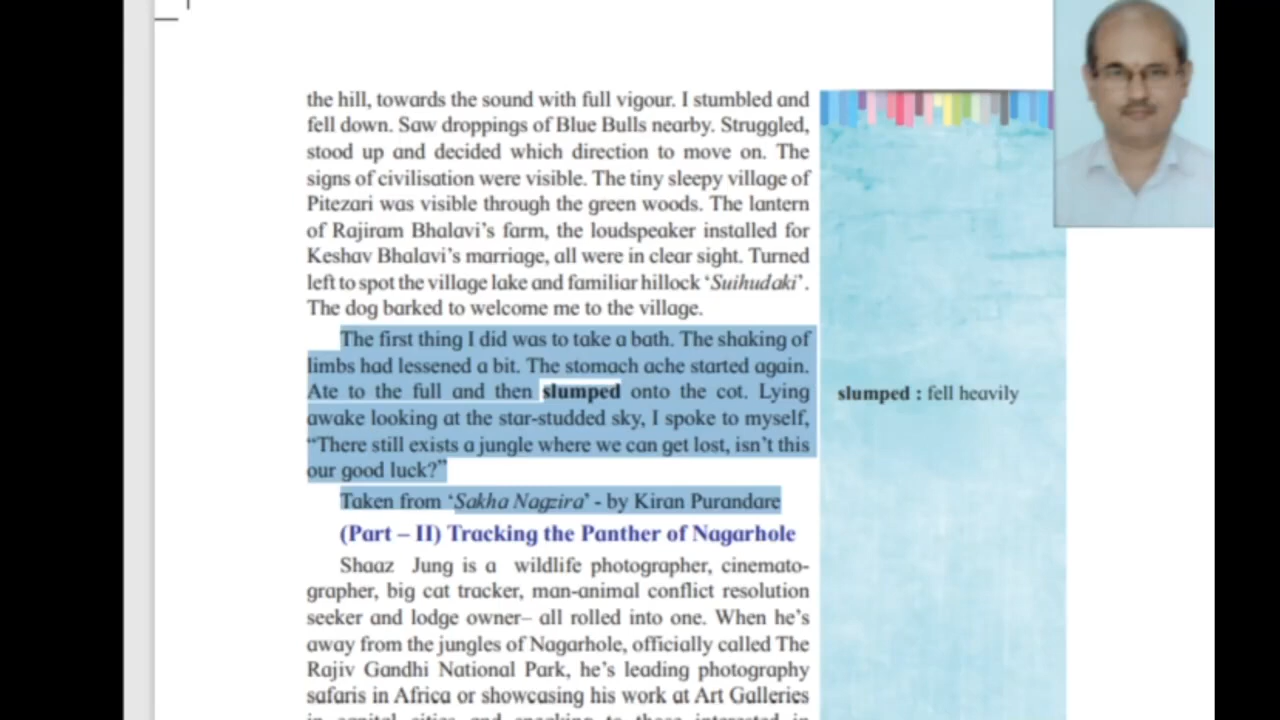 the hill, towards the sound with full vigour. I stumbled and
fell down. Saw droppings of Blue Bulls nearby. Struggled,
stood up and decided which direction to move on. The
signs of civilisation were visible. The tiny sleepy village of
Pitezari was visible through the green woods. The lantern
of Rajiram Bhalavi's farm, the loudspeaker installed for
Keshav Bhalavi's marriage, all were in clear sight. Turned
left to spot the village lake and familiar hillock 'Suihudaki'.
The dog barked to welcome me to the village.
The first thing I did was to take a bath. The shaking of
limbs had lessened a bit. The stomach ache started again.
Ate to the full and then slumped onto the cot. Lying
awake looking at the star-studded sky, I spoke to myself,
"There still exists a jungle where we can get lost, isn't this
our good luck?"
Taken from 'Sakha Nagzira' - by Kiran Purandare
slumped : fell heavily
(Part – II) Tracking the Panther of Nagarhole
Shaaz Jung is a wildlife photographer, cinemato-
grapher, big cat tracker, man-animal conflict resolution
seeker and lodge owner– all rolled into one. When he's
away from the jungles of Nagarhole, officially called The
Rajiv Gandhi National Park, he's leading photography
safaris in Africa or showcasing his work at Art Galleries